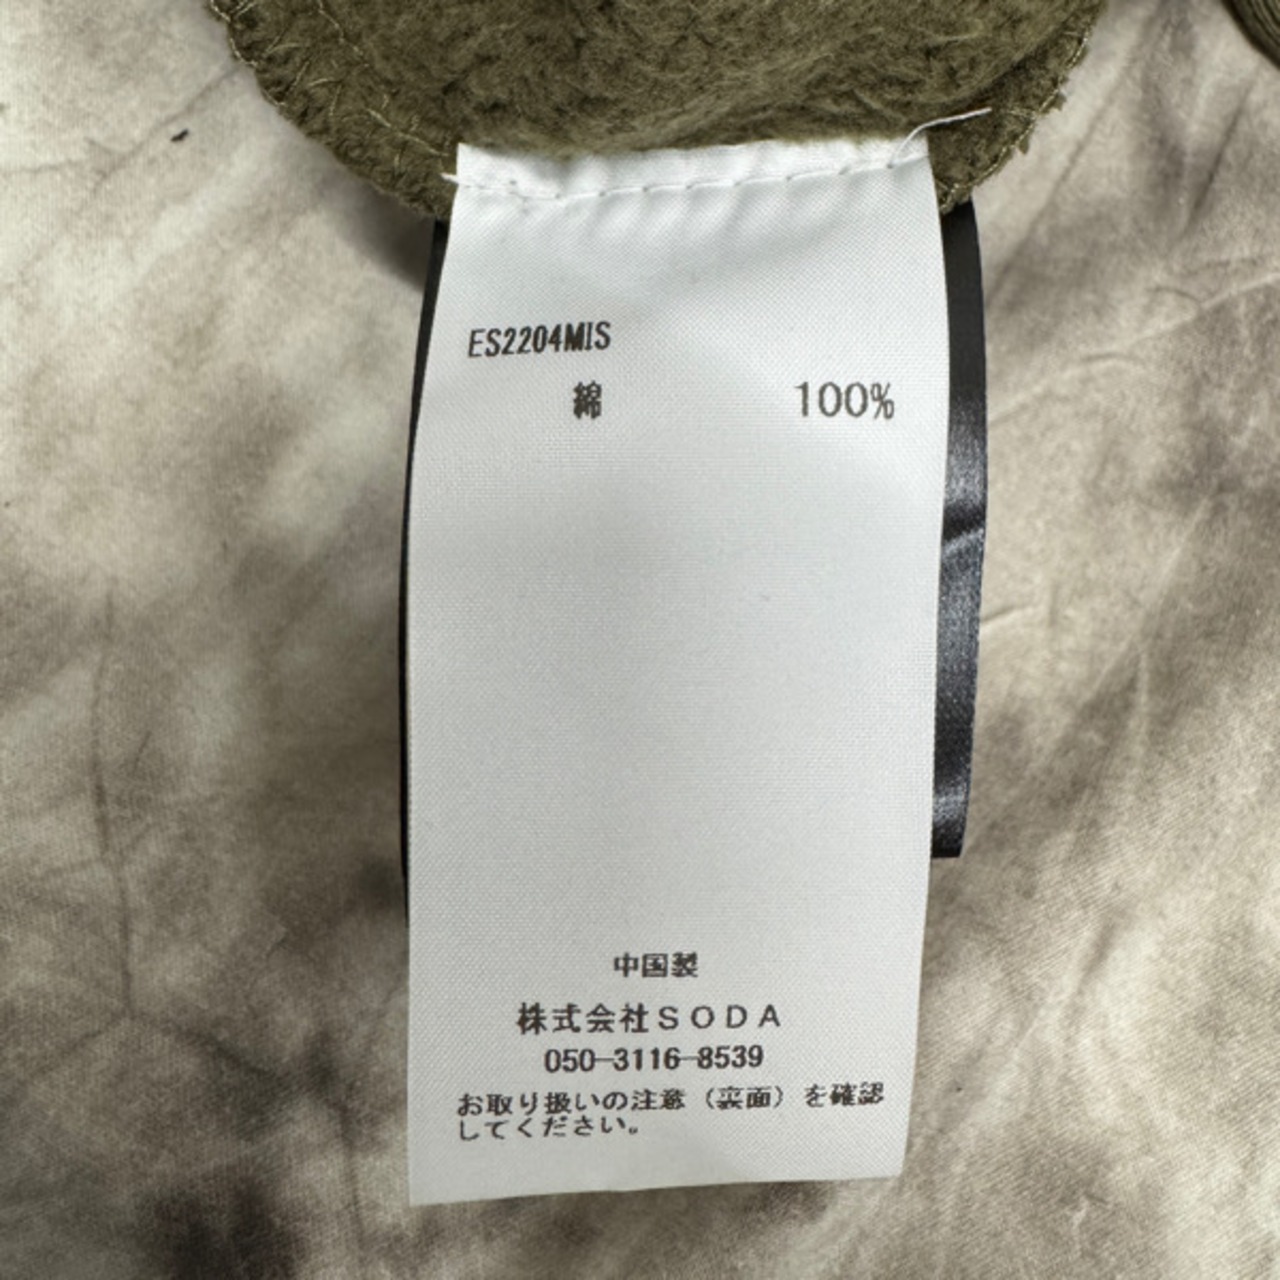 ES2204MIS
綿 100%
中国製
株式会社SODA
050-3116-8539
お取り扱いの注意（裏面）を確認
してください。